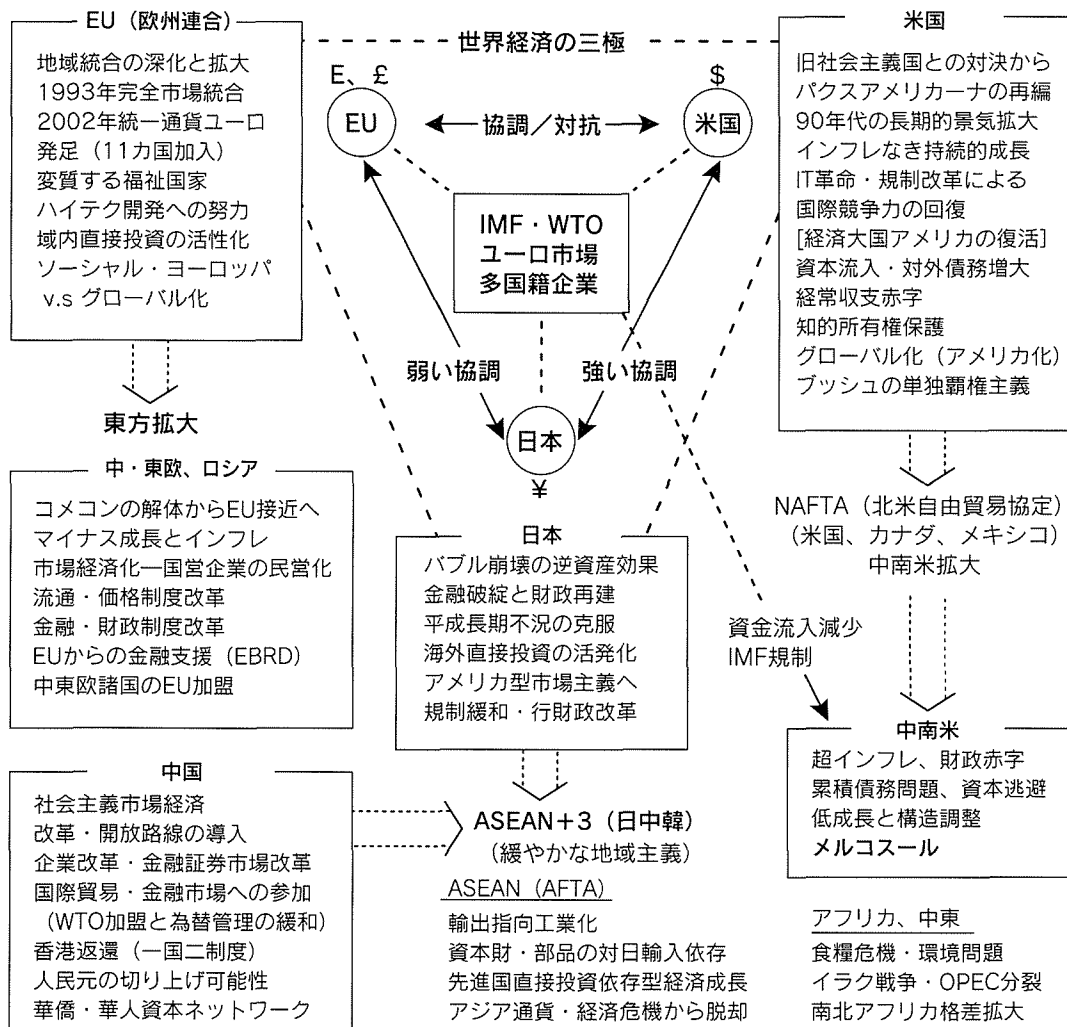 EU（欧州連合）
地域統合の深化と拡大
1993年完全市場統合
2002年統一通貨ユーロ
発足（11カ国加入）
変質する福祉国家
ハイテク開発への努力
域内直接投資の活性化
ソーシャル・ヨーロッパ
v.s グローバル化
東方拡大
世界経済の三極
E、£
EU
協調／対抗
$
米国
IMF・WTO
ユーロ市場
多国籍企業
弱い協調
強い協調
日本
¥
米国
旧社会主義国との対決から
パクスアメリカーナの再編
90年代の長期的景気拡大
インフレなき持続的成長
IT革命・規制改革による
国際競争力の回復
[経済大国アメリカの復活]
資本流入・対外債務増大
経常収支赤字
知的所有権保護
グローバル化（アメリカ化）
ブッシュの単独覇権主義
NAFTA（北米自由貿易協定）
（米国、カナダ、メキシコ）
中南米拡大
資金流入減少
IMF規制
中・東欧、ロシア
コメコンの解体からEU接近へ
マイナス成長とインフレ
市場経済化―国営企業の民営化
流通・価格制度改革
金融・財政制度改革
EUからの金融支援（EBRD）
中東欧諸国のEU加盟
日本
バブル崩壊の逆資産効果
金融破綻と財政再建
平成長期不況の克服
海外直接投資の活発化
アメリカ型市場主義へ
規制緩和・行財政改革
中南米
超インフレ、財政赤字
累積債務問題、資本逃避
低成長と構造調整
メルコスール
中国
社会主義市場経済
改革・開放路線の導入
企業改革・金融証券市場改革
国際貿易・金融市場への参加
（WTO加盟と為替管理の緩和）
香港返還（一国二制度）
人民元の切り上げ可能性
華僑・華人資本ネットワーク
ASEAN+3（日中韓）
（緩やかな地域主義）
ASEAN（AFTA）
輸出指向工業化
資本財・部品の対日輸入依存
先進国直接投資依存型経済成長
アジア通貨・経済危機から脱却
アフリカ、中東
食糧危機・環境問題
イラク戦争・OPEC分裂
南北アフリカ格差拡大